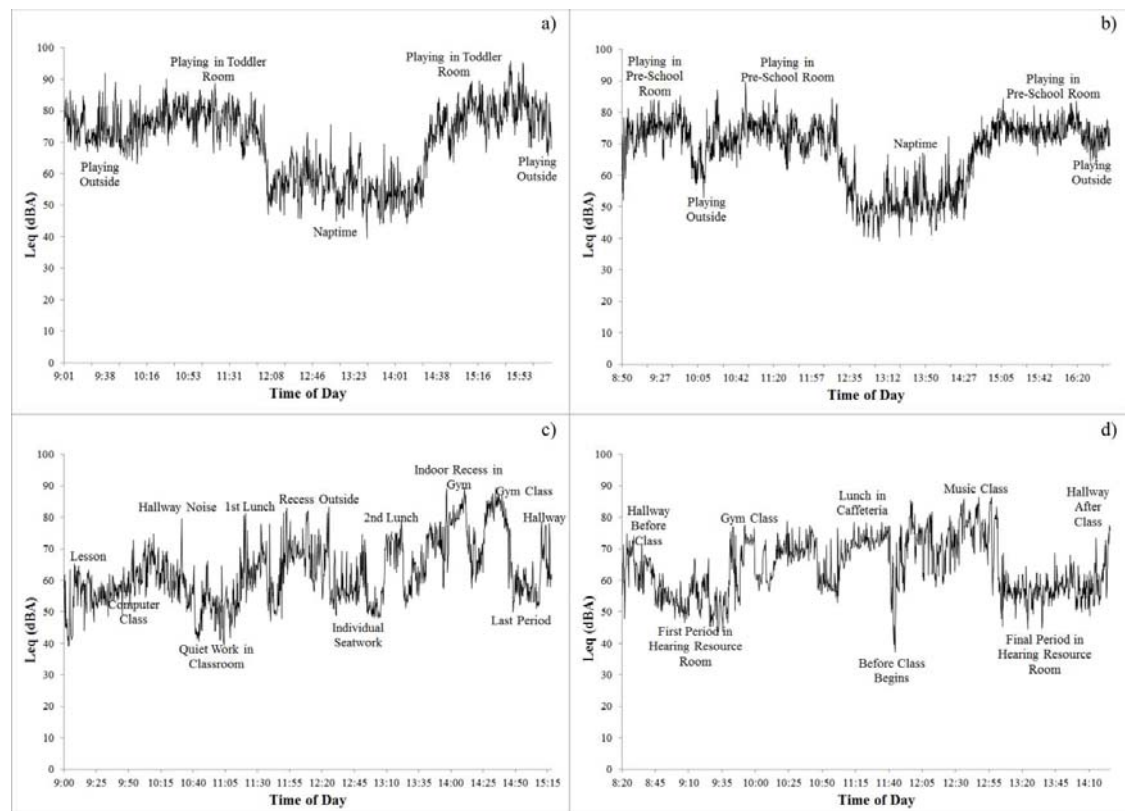 a)
Playing in Toddler
Room
Playing in Toddler
Room
Playing
Outside
Naptime
Playing
Outside
Leq (dBA)
100
90
80
70
60
50
40
30
20
10
0
9:01 9:38 10:16 10:53 11:31 12:08 12:46 13:23 14:01 14:38 15:16 15:53
Time of Day
b)
Playing in
Pre-School
Room
Playing in
Pre-School Room
Playing in
Pre-School Room
Naptime
Playing
Outside
Playing
Outside
Leq (dBA)
100
90
80
70
60
50
40
30
20
10
0
8:50 9:27 10:05 10:42 11:20 11:57 12:35 13:12 13:50 14:27 15:05 15:42 16:20
Time of Day
c)
Indoor Recess in
Gym
Gym Class
Hallway Noise
1st Lunch
Recess Outside
2nd Lunch
Hallway
Lesson
Computer
Class
Quiet Work in
Classroom
Individual
Seatwork
Last Period
Leq (dBA)
100
90
80
70
60
50
40
30
20
10
0
9:00 9:25 9:50 10:15 10:40 11:05 11:30 11:55 12:20 12:45 13:10 13:35 14:00 14:25 14:50 15:15
Time of Day
d)
Hallway
Before
Class
Gym Class
Lunch in
Caffeteria
Music Class
Hallway
After
Class
First Period in
Hearing Resource
Room
Before Class
Begins
Final Period in
Hearing Resource
Room
Leq (dBA)
100
90
80
70
60
50
40
30
20
10
0
8:20 8:45 9:10 9:35 10:00 10:25 10:50 11:15 11:40 12:05 12:30 12:55 13:20 13:45 14:10
Time of Day